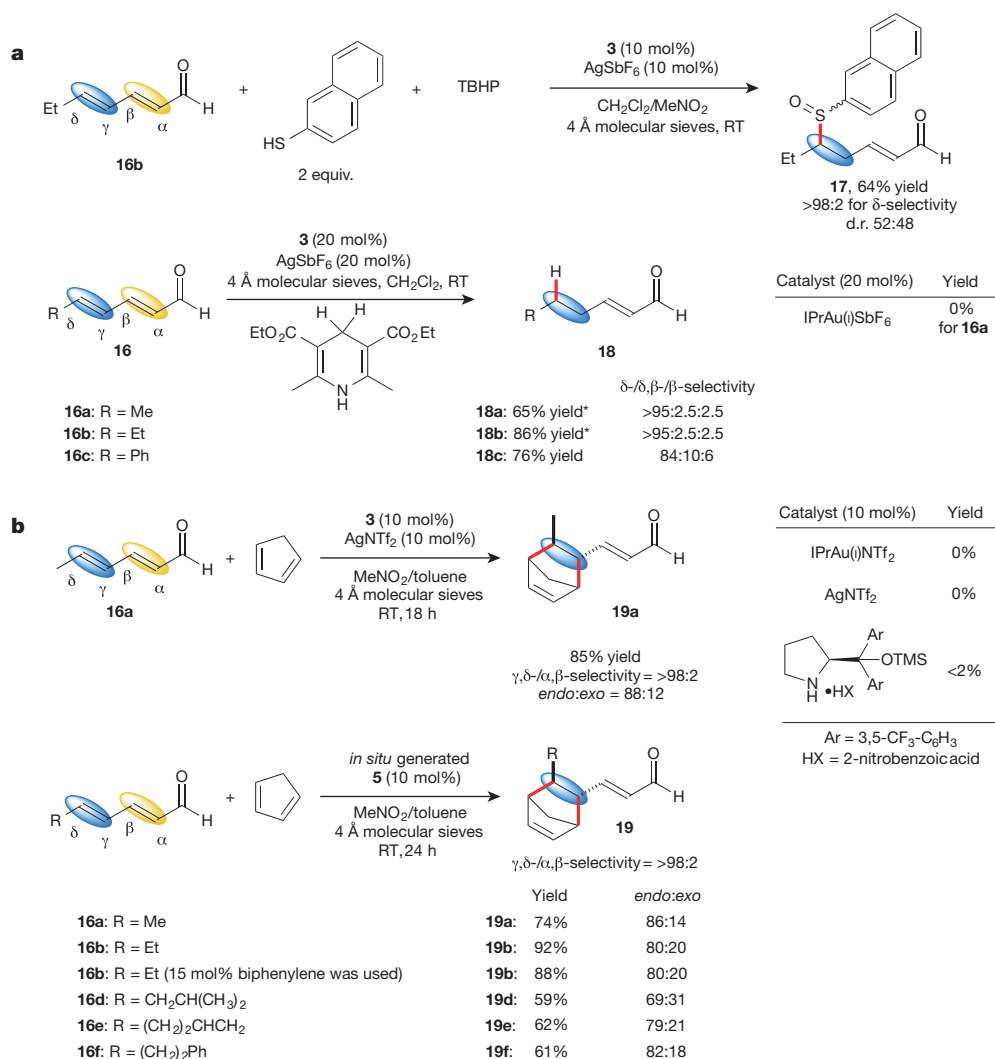 a
3 (10 mol%)
AgSbF6 (10 mol%)
CH2Cl2/MeNO2
4 Å molecular sieves, RT
Et
δ
γ
β
α
O
H
16b
+
HS
2 equiv.
+
TBHP
O
S
Et
O
H
17, 64% yield
>98:2 for δ-selectivity
d.r. 52:48
3 (20 mol%)
AgSbF6 (20 mol%)
4 Å molecular sieves, CH2Cl2, RT
R
δ
γ
β
α
O
H
16
H H
EtO2C
CO2Et
N
H
H
R
O
H
18
Catalyst (20 mol%) Yield
IPrAu(I)SbF6 0%
for 16a
δ-/δ,β-/β-selectivity
16a: R = Me 18a: 65% yield* >95:2.5:2.5
16b: R = Et 18b: 86% yield* >95:2.5:2.5
16c: R = Ph 18c: 76% yield 84:10:6
b
3 (10 mol%)
AgNTf2 (10 mol%)
MeNO2/toluene
4 Å molecular sieves
RT, 18 h
δ
γ
β
α
O
H
16a
+
O
H
19a
85% yield
γ,δ-/α,β-selectivity = >98:2
endo:exo = 88:12
Catalyst (10 mol%) Yield
IPrAu(I)NTf2 0%
AgNTf2 0%
Ar
OTMS
Ar
N
H
•HX
<2%
Ar = 3,5-CF3-C6H3
HX = 2-nitrobenzoic acid
in situ generated
5 (10 mol%)
MeNO2/toluene
4 Å molecular sieves
RT, 24 h
R
δ
γ
β
α
O
H
+
R
O
H
19
γ,δ-/α,β-selectivity = >98:2
Yield endo:exo
16a: R = Me 19a: 74% 86:14
16b: R = Et 19b: 92% 80:20
16b: R = Et (15 mol% biphenylene was used) 19b: 88% 80:20
16d: R = CH2CH(CH3)2 19d: 59% 69:31
16e: R = (CH2)2CHCH2 19e: 62% 79:21
16f: R = (CH2)2Ph 19f: 61% 82:18